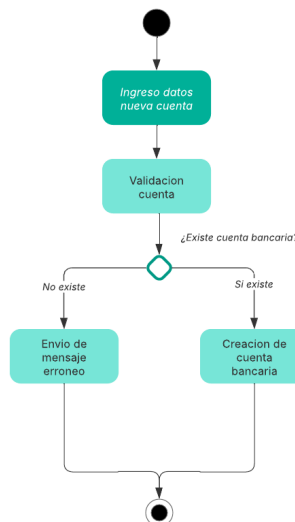 Ingreso datos
nueva cuenta
Validacion
cuenta
¿Existe cuenta bancaria?
No existe
Si existe
Envio de
mensaje
erroneo
Creacion de
cuenta
bancaria